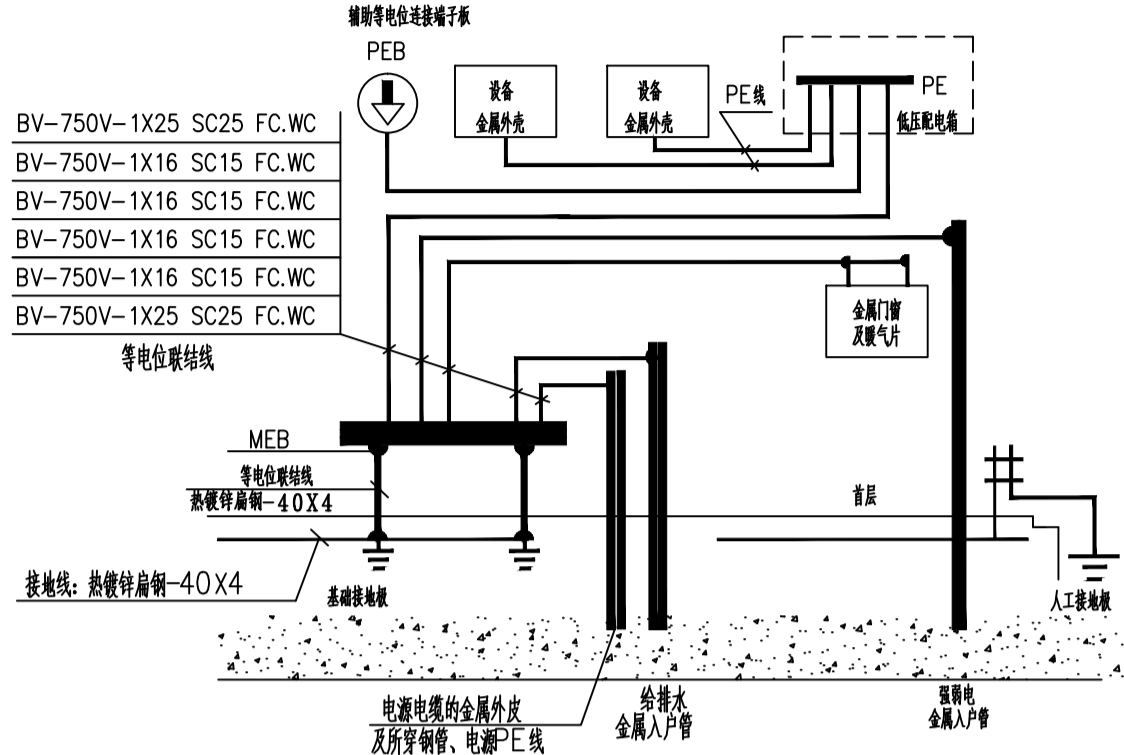 辅助等电位连接端子板
PEB
设备
金属外壳
设备
金属外壳
PE线
PE
低压配电箱
BV-750V-1X25 SC25 FC.WC
BV-750V-1X16 SC15 FC.WC
BV-750V-1X16 SC15 FC.WC
BV-750V-1X16 SC15 FC.WC
BV-750V-1X16 SC15 FC.WC
BV-750V-1X25 SC25 FC.WC
等电位联结线
金属门窗
及暖气片
MEB
等电位联结线
热镀锌扁钢-40X4
首层
接地线：热镀锌扁钢-40X4
基础接地极
人工接地极
电源电缆的金属外皮
及所穿钢管、电源PE线
给排水
金属入户管
强弱电
金属入户管